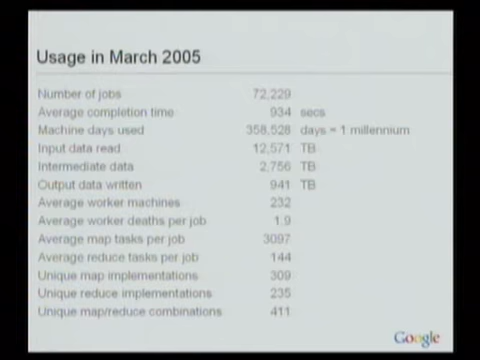 Usage in March 2005
Number of jobs 72,229
Average completion time 934 secs
Machine days used 358,528 days = 1 millennium
Input data read 12,571 TB
Intermediate data 2,756 TB
Output data written 941 TB
Average worker machines 232
Average worker deaths per job 1.9
Average map tasks per job 3097
Average reduce tasks per job 144
Unique map implementations 309
Unique reduce implementations 235
Unique map/reduce combinations 411
Google